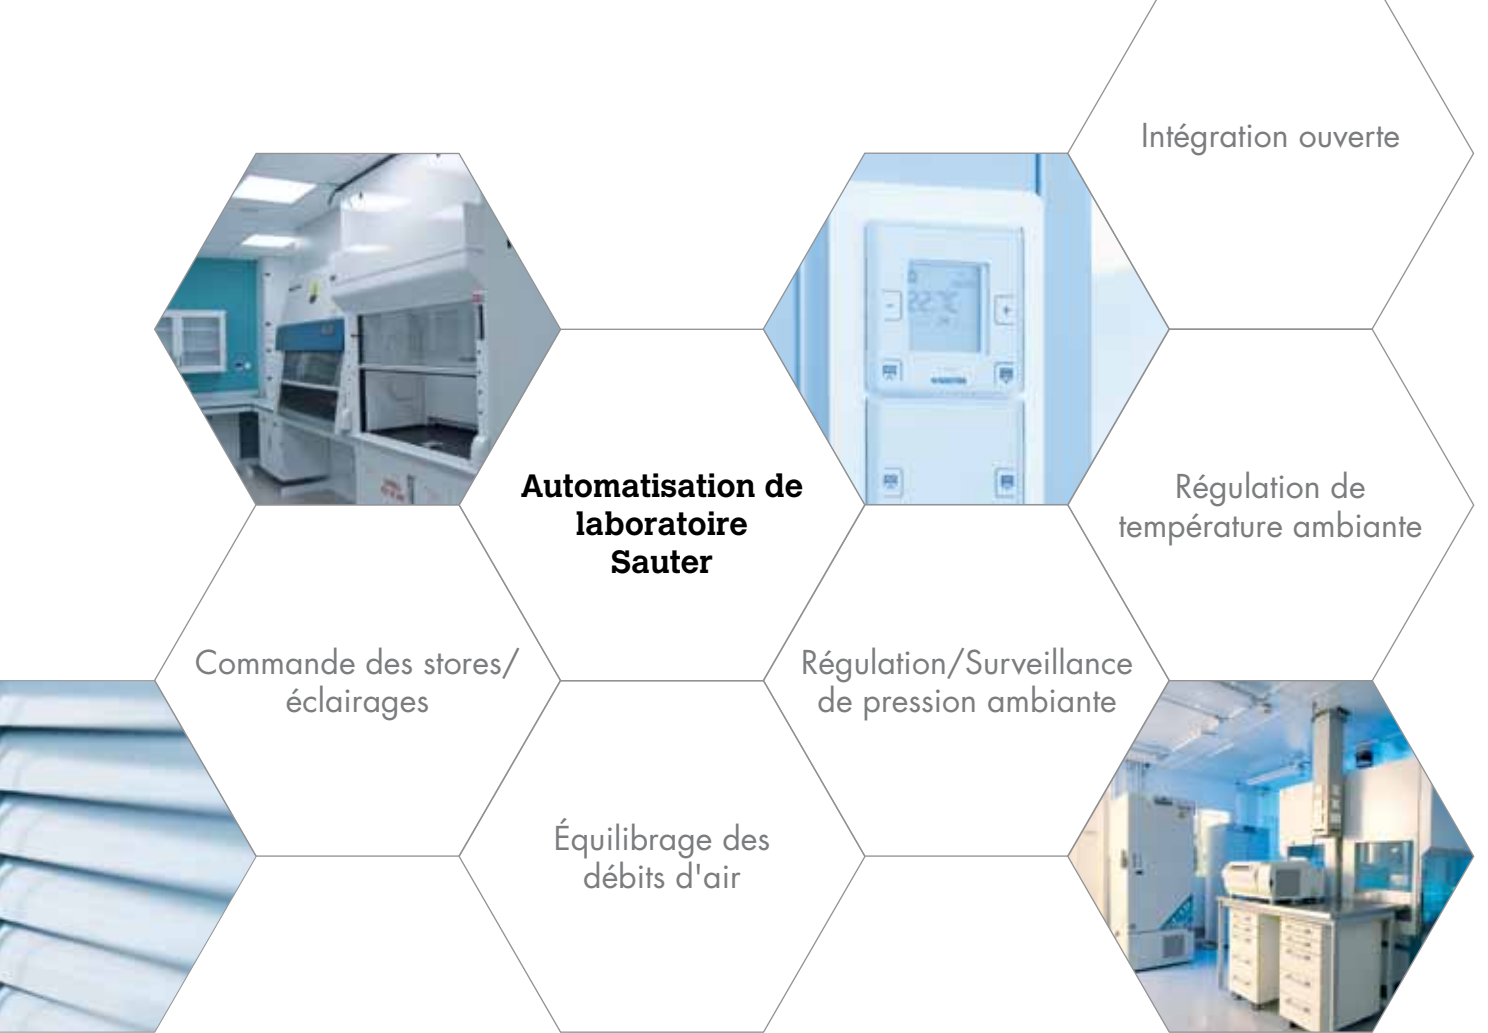 Intégration ouverte
Automatisation de
laboratoire
Sauter
Régulation de
température ambiante
Commande des stores/
éclairages
Régulation/Surveillance
de pression ambiante
Équilibrage des
débits d'air